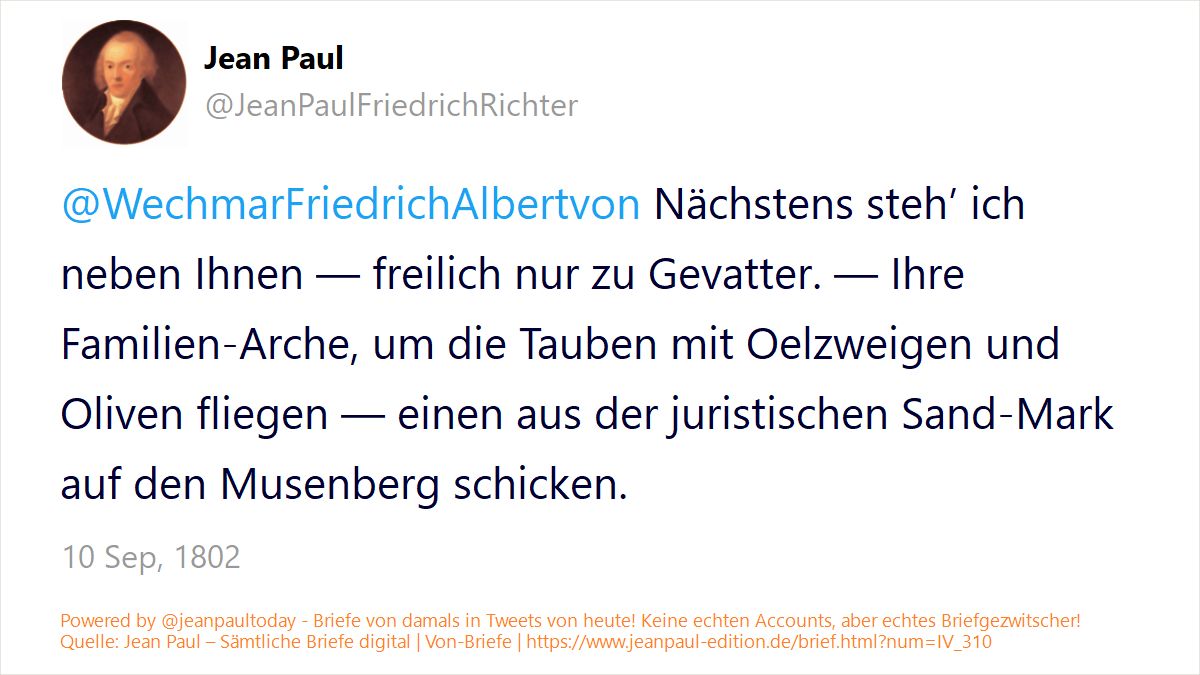 Jean Paul
@JeanPaulFriedrichRichter
@WechmarFriedrichAlbertvon Nächstens steh’ ich
neben Ihnen — freilich nur zu Gevatter. — Ihre
Familien-Arche, um die Tauben mit Oelzweigen und
Oliven fliegen — einen aus der juristischen Sand-Mark
auf den Musenberg schicken.
10 Sep, 1802
Powered by @jeanpaultoday - Briefe von damals in Tweets von heute! Keine echten Accounts, aber echtes Briefgezwitscher!
Quelle: Jean Paul – Sämtliche Briefe digital | Von-Briefe | https://www.jeanpaul-edition.de/brief.html?num=IV_310